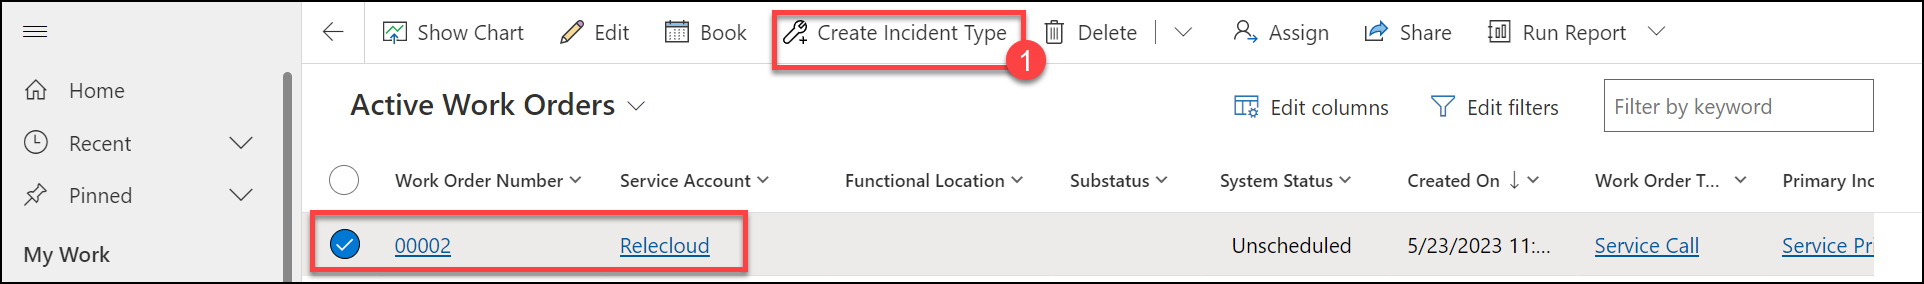 Show Chart Edit Book Create Incident Type Delete Assign Share Run Report
1
Home
Recent
Pinned
My Work
Active Work Orders
Edit columns Edit filters Filter by keyword
Work Order Number Service Account Functional Location Substatus System Status Created On Work Order T... Primary Inc
00002 Relecloud Unscheduled 5/23/2023 11:... Service Call Service Pri